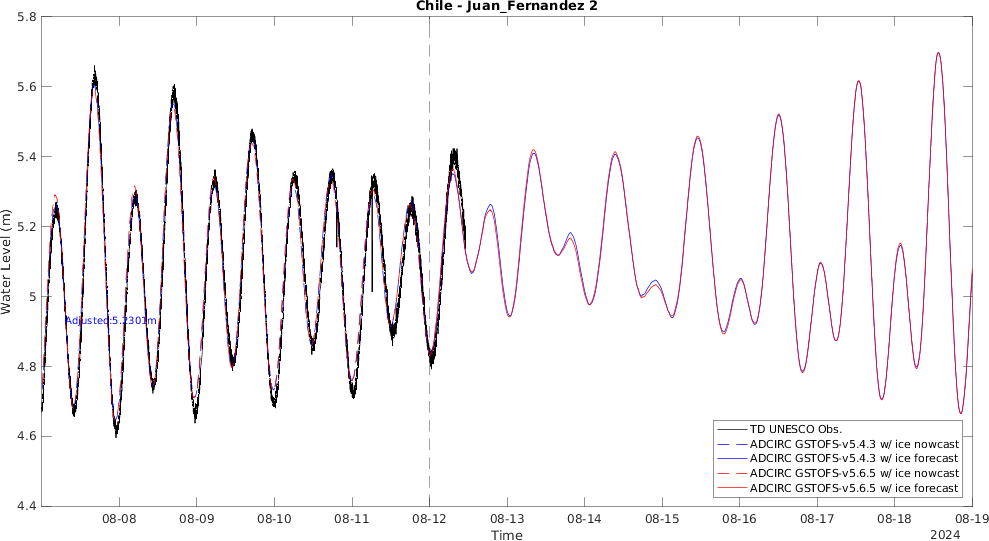 Chile - Juan_Fernandez 2
5.8
5.6
5.4
5.2
5
4.8
4.6
4.4
Water Level (m)
Adjusted:5.2301m
TD UNESCO Obs.
ADCIRC GSTOFS-v5.4.3 w/ ice nowcast
ADCIRC GSTOFS-v5.4.3 w/ ice forecast
ADCIRC GSTOFS-v5.6.5 w/ ice nowcast
ADCIRC GSTOFS-v5.6.5 w/ ice forecast
08-08 08-09 08-10 08-11 08-12 08-13 08-14 08-15 08-16 08-17 08-18 08-19
Time
2024